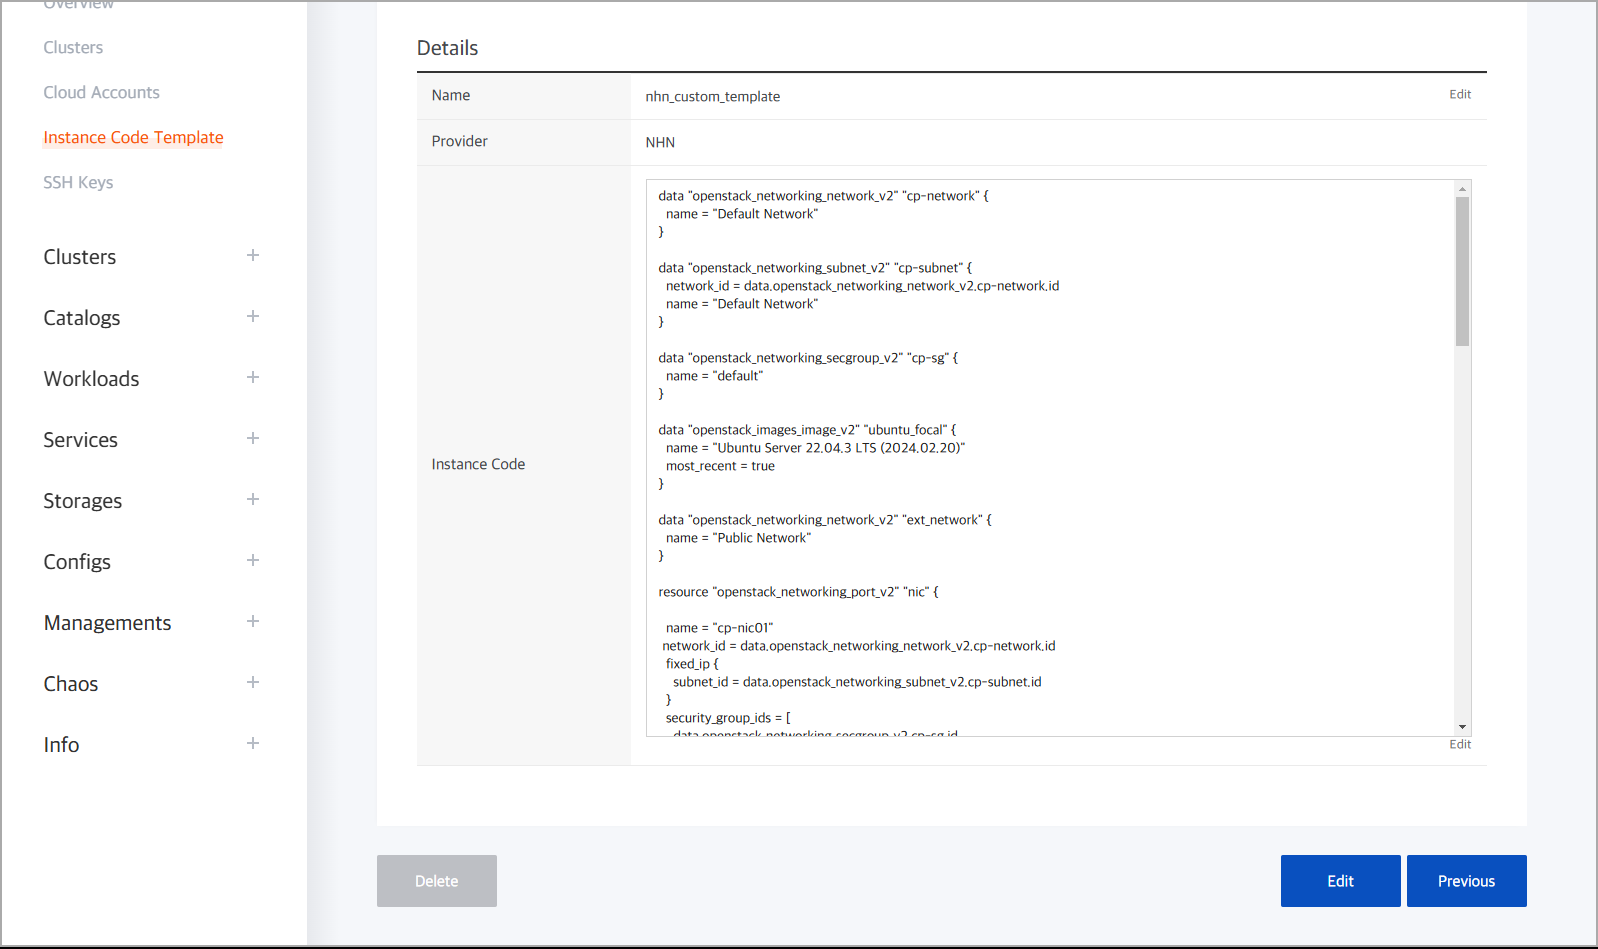 Overview
Clusters
Cloud Accounts
Instance Code Template
SSH Keys
Clusters
Catalogs
Workloads
Services
Storages
Configs
Managements
Chaos
Info
Details
Name
nhn_custom_template
Edit
Provider
NHN
Instance Code
data "openstack_networking_network_v2" "cp-network" {
name = "Default Network"
}
data "openstack_networking_subnet_v2" "cp-subnet" {
network_id = data.openstack_networking_network_v2.cp-network.id
name = "Default Network"
}
data "openstack_networking_secgroup_v2" "cp-sg" {
name = "default"
}
data "openstack_images_image_v2" "ubuntu_focal" {
name = "Ubuntu Server 22.04.3 LTS (2024.02.20)"
most_recent = true
}
data "openstack_networking_network_v2" "ext_network" {
name = "Public Network"
}
resource "openstack_networking_port_v2" "nic" {
name = "cp-nic01"
network_id = data.openstack_networking_network_v2.cp-network.id
fixed_ip {
subnet_id = data.openstack_networking_subnet_v2.cp-subnet.id
}
security_group_ids = [
data.openstack_networking_secgroup_v2.cp-sg.id
Edit
Delete
Edit
Previous